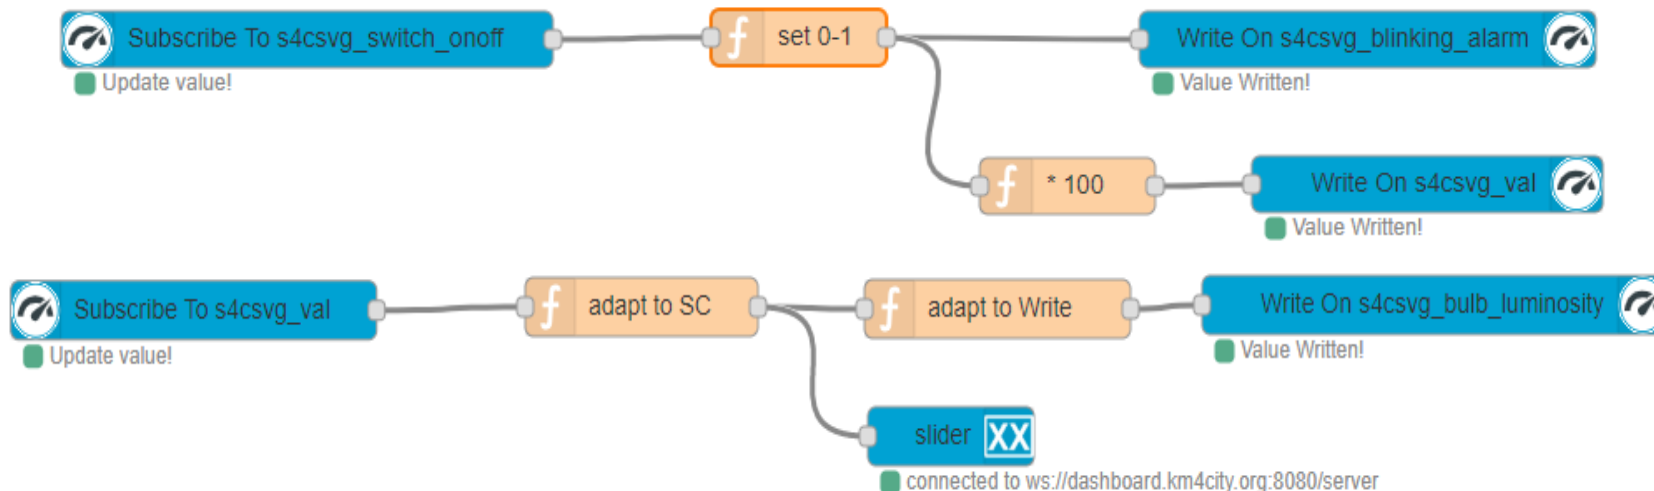 Subscribe To s4csvg_switch_onoff
Update value!
set 0-1
Write On s4csvg_blinking_alarm
Value Written!
* 100
Write On s4csvg_val
Value Written!
Subscribe To s4csvg_val
Update value!
adapt to SC
adapt to Write
Write On s4csvg_bulb_luminosity
Value Written!
slider XX
connected to ws://dashboard.km4city.org:8080/server